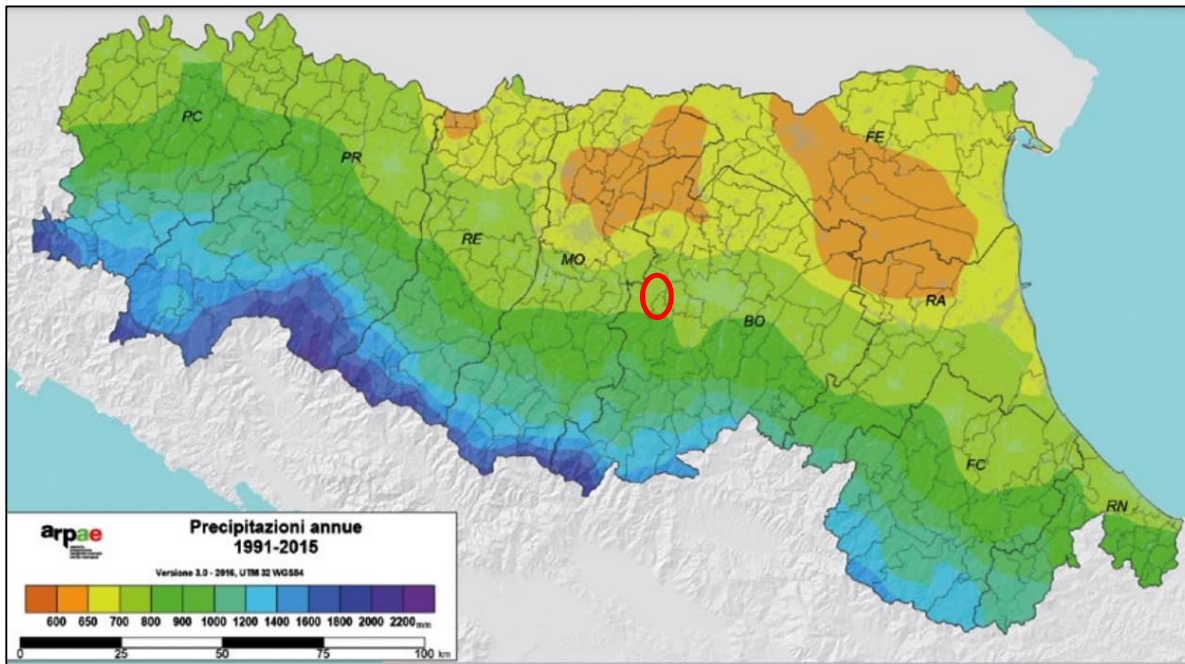 PC
FE
PR
RE
MO
RA
BO
FC
RN
arpae
Precipitazioni annue
1991-2015
Versione 3.0 - 2016, UTM 32 WGS84
600 650 700 800 900 1000 1200 1400 1600 1800 2000 2200 mm
0 25 50 75 100 km